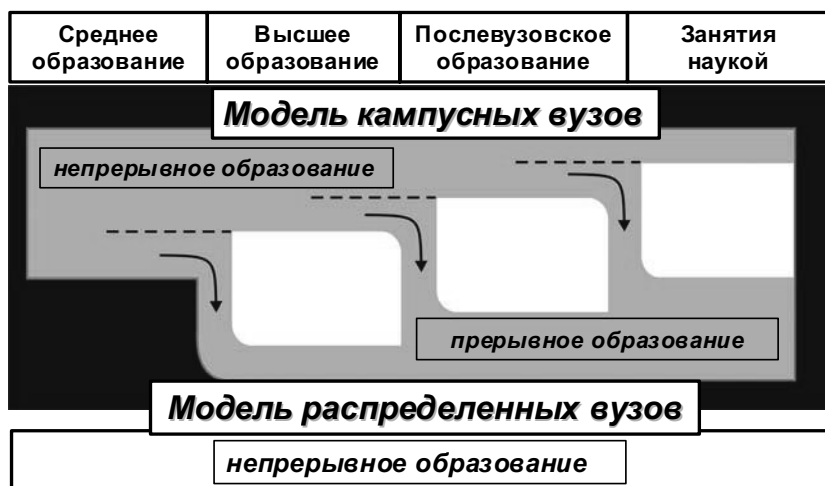 Среднее
образование
Высшее
образование
Послевузовское
образование
Занятия
наукой
Модель кампусных вузов
непрерывное образование
прерывное образование
Модель распределенных вузов
непрерывное образование